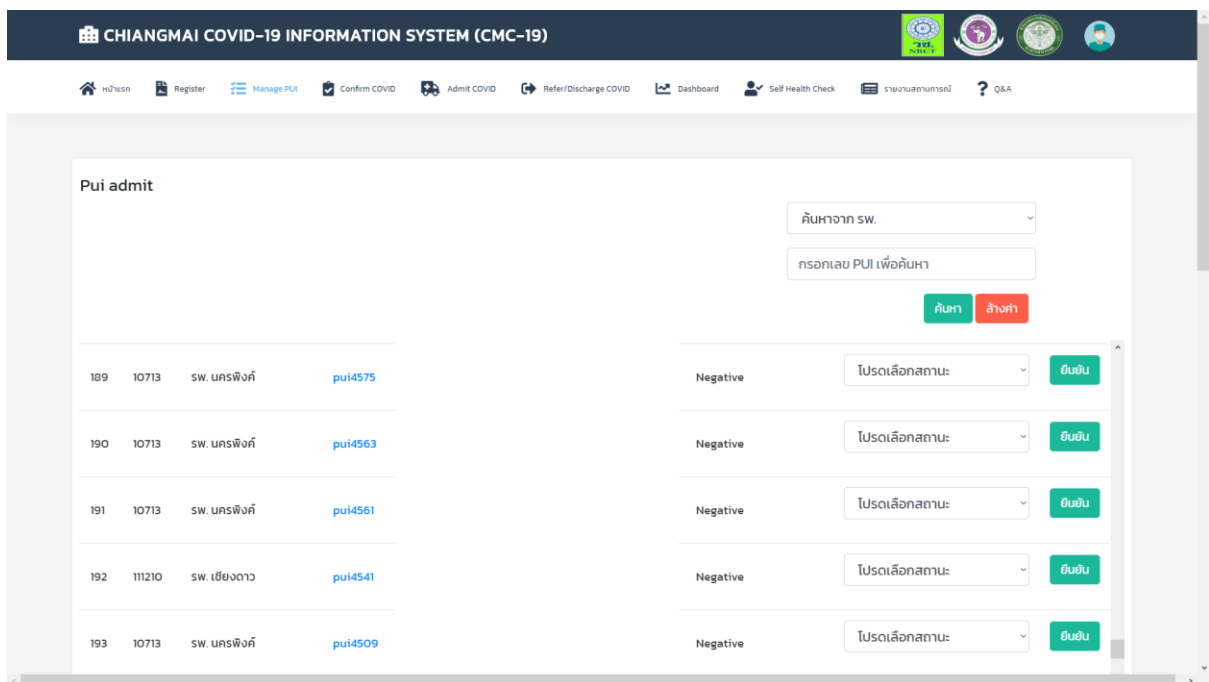 CHIANGMAI COVID-19 INFORMATION SYSTEM (CMC-19)
วช.
NRCT
หน้าแรก Register Manage PUI Confirm COVID Admit COVID Refer/Discharge COVID Dashboard Self Health Check รายงานสถานการณ์ Q&A
Pui admit
ค้นหาจาก รพ.
กรอกเลข PUI เพื่อค้นหา
ค้นหา ล้างค่า
189 10713 รพ. นครพิงค์ pui4575 Negative โปรดเลือกสถานะ ยืนยัน
190 10713 รพ. นครพิงค์ pui4563 Negative โปรดเลือกสถานะ ยืนยัน
191 10713 รพ. นครพิงค์ pui4561 Negative โปรดเลือกสถานะ ยืนยัน
192 111210 รพ. เชียงดาว pui4541 Negative โปรดเลือกสถานะ ยืนยัน
193 10713 รพ. นครพิงค์ pui4509 Negative โปรดเลือกสถานะ ยืนยัน